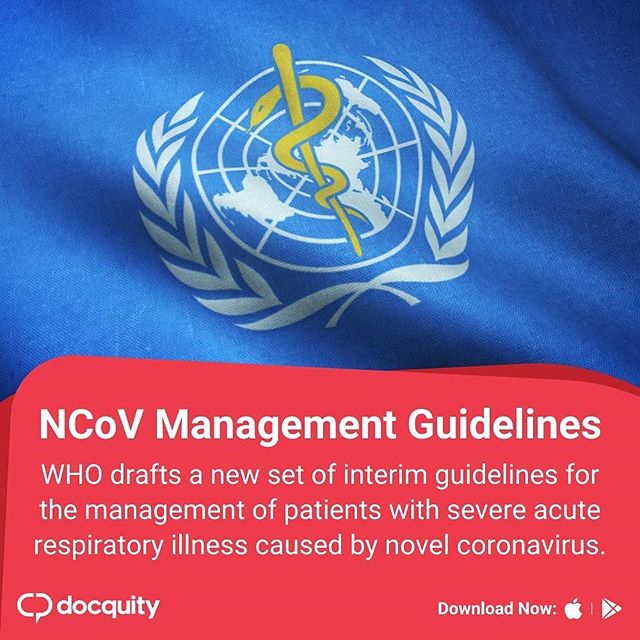 NCoV Management Guidelines
WHO drafts a new set of interim guidelines for
the management of patients with severe acute
respiratory illness caused by novel coronavirus.
docquity
Download Now: